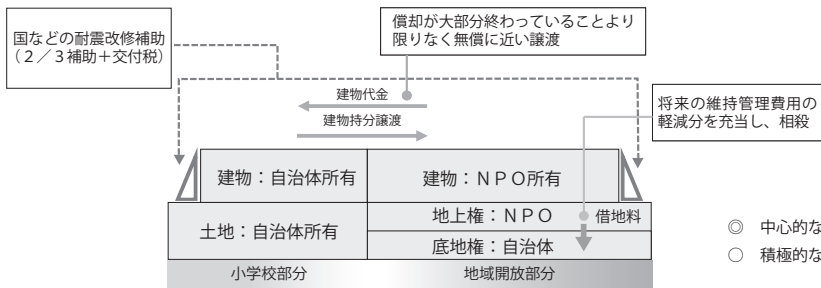 国などの耐震改修補助
(2／3補助＋交付税)
償却が大部分終わっていることより
限りなく無償に近い譲渡
建物代金
建物持分譲渡
将来の維持管理費用の
軽減分を充当し、相殺
建物：自治体所有
建物：ＮＰＯ所有
土地：自治体所有
地上権：ＮＰＯ
借地料
底地権：自治体
小学校部分
地域開放部分
◎ 中心的な
○ 積極的な